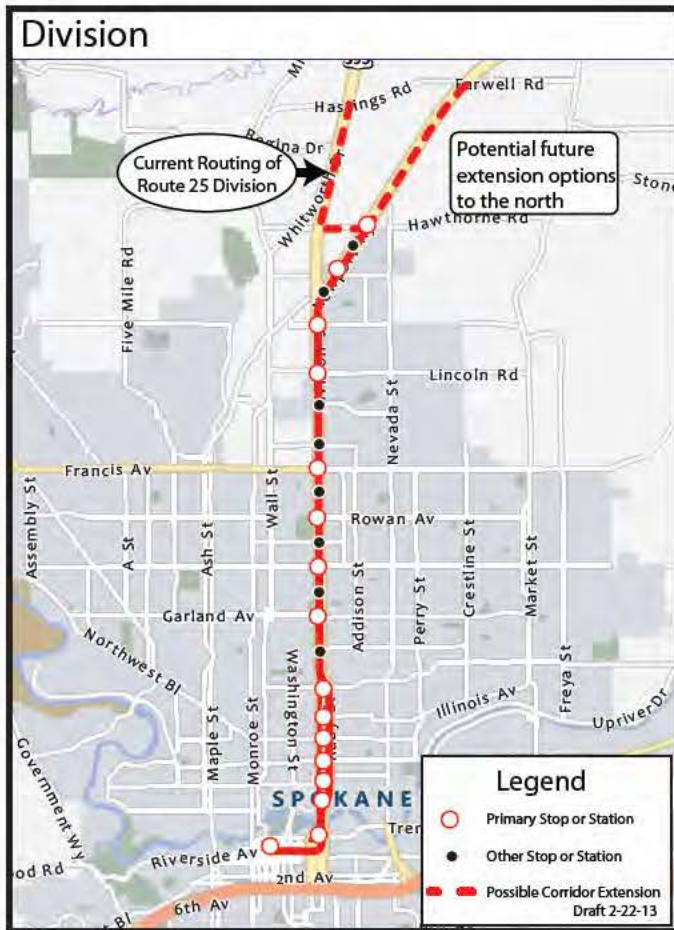 Division
Hastings Rd
Farwell Rd
Regina Dr
Current Routing of
Route 25 Division
Potential future
extension options
to the north
Whitworth Dr
Hawthorne Rd
Five Mile Rd
Lincoln Rd
Nevada St
Francis Av
Wall St
Assembly St
A St
Ash St
Rowan Av
Addison St
Perry St
Crestline St
Market St
Garland Av
Northwest Bl
Washington St
Freya St
Illinois Av
Upriver Dr
Maple St
Monroe St
Government Wy
SPOKANE
Riverside Av
2nd Av
6th Av
Legend
Primary Stop or Station
Other Stop or Station
Possible Corridor Extension
Draft 2-22-13